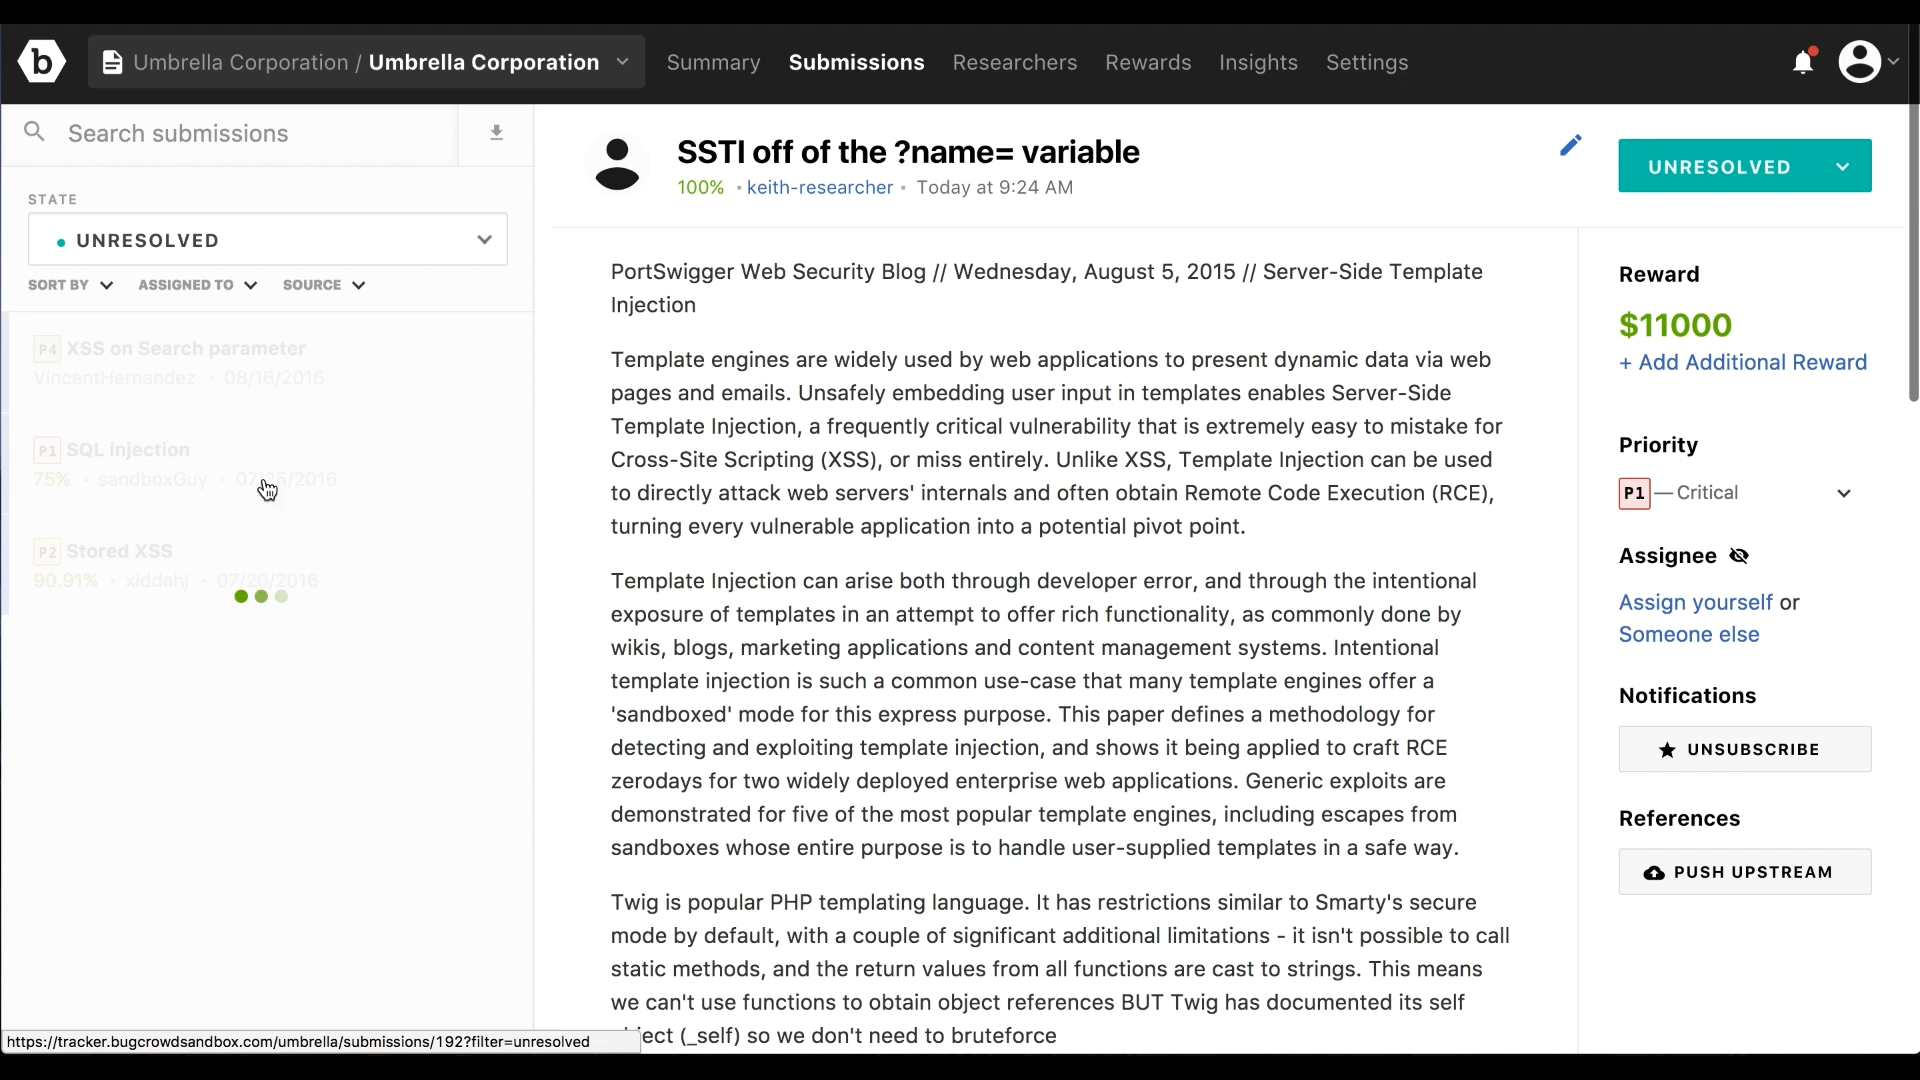 b
Umbrella Corporation / Umbrella Corporation
Summary
Submissions
Researchers
Rewards
Insights
Settings
Search submissions
STATE
UNRESOLVED
SORT BY
ASSIGNED TO
SOURCE
P4 XSS on Search parameter
VincentHernandez • 08/16/2016
P1 SQL injection
75% • sandboxGuy •
P2 Stored XSS
90.91% • xiddahj • 07/20/2016
https://tracker.bugcrowdsandbox.com/umbrella/submissions/192?filter=unresolved
SSTI off of the ?name= variable
100% • keith-researcher • Today at 9:24 AM
UNRESOLVED
PortSwigger Web Security Blog // Wednesday, August 5, 2015 // Server-Side Template
Injection
Template engines are widely used by web applications to present dynamic data via web
pages and emails. Unsafely embedding user input in templates enables Server-Side
Template Injection, a frequently critical vulnerability that is extremely easy to mistake for
Cross-Site Scripting (XSS), or miss entirely. Unlike XSS, Template Injection can be used
to directly attack web servers' internals and often obtain Remote Code Execution (RCE),
turning every vulnerable application into a potential pivot point.
Template Injection can arise both through developer error, and through the intentional
exposure of templates in an attempt to offer rich functionality, as commonly done by
wikis, blogs, marketing applications and content management systems. Intentional
template injection is such a common use-case that many template engines offer a
'sandboxed' mode for this express purpose. This paper defines a methodology for
detecting and exploiting template injection, and shows it being applied to craft RCE
zerodays for two widely deployed enterprise web applications. Generic exploits are
demonstrated for five of the most popular template engines, including escapes from
sandboxes whose entire purpose is to handle user-supplied templates in a safe way.
Twig is popular PHP templating language. It has restrictions similar to Smarty's secure
mode by default, with a couple of significant additional limitations - it isn't possible to call
static methods, and the return values from all functions are cast to strings. This means
we can't use functions to obtain object references BUT Twig has documented its self
(_self) so we don't need to bruteforce
Reward
$11000
+ Add Additional Reward
Priority
P1 — Critical
Assignee
Assign yourself or
Someone else
Notifications
UNSUBSCRIBE
References
PUSH UPSTREAM